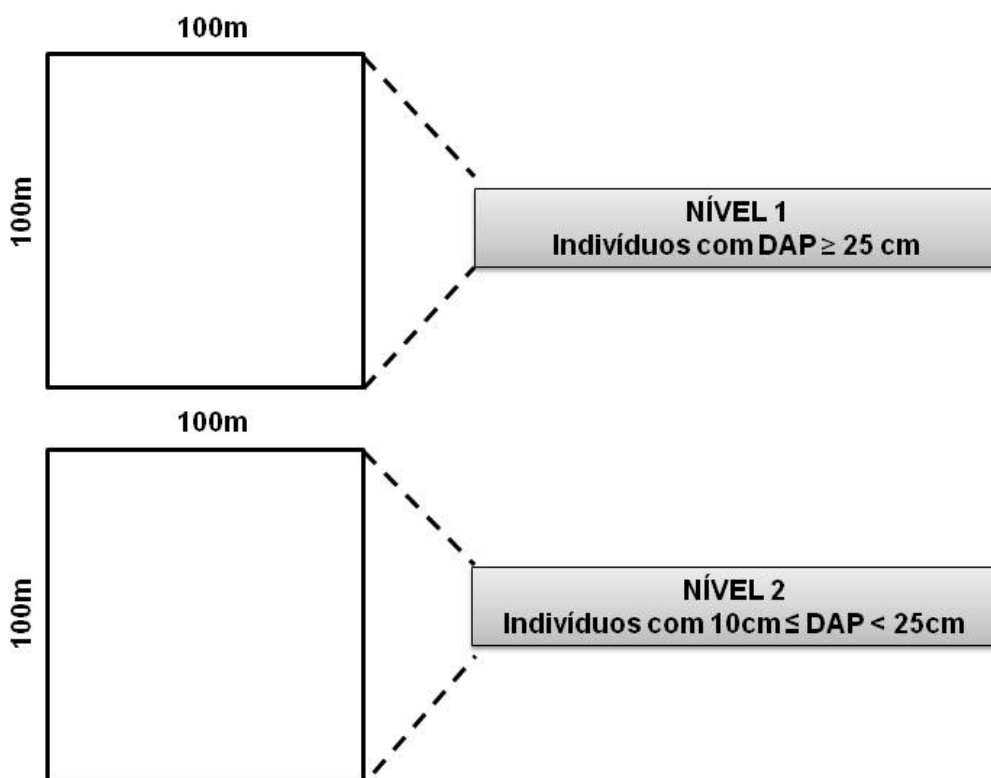 100m
100m
NÍVEL 1
Indivíduos com DAP ≥ 25 cm
100m
100m
NÍVEL 2
Indivíduos com 10cm ≤ DAP < 25cm